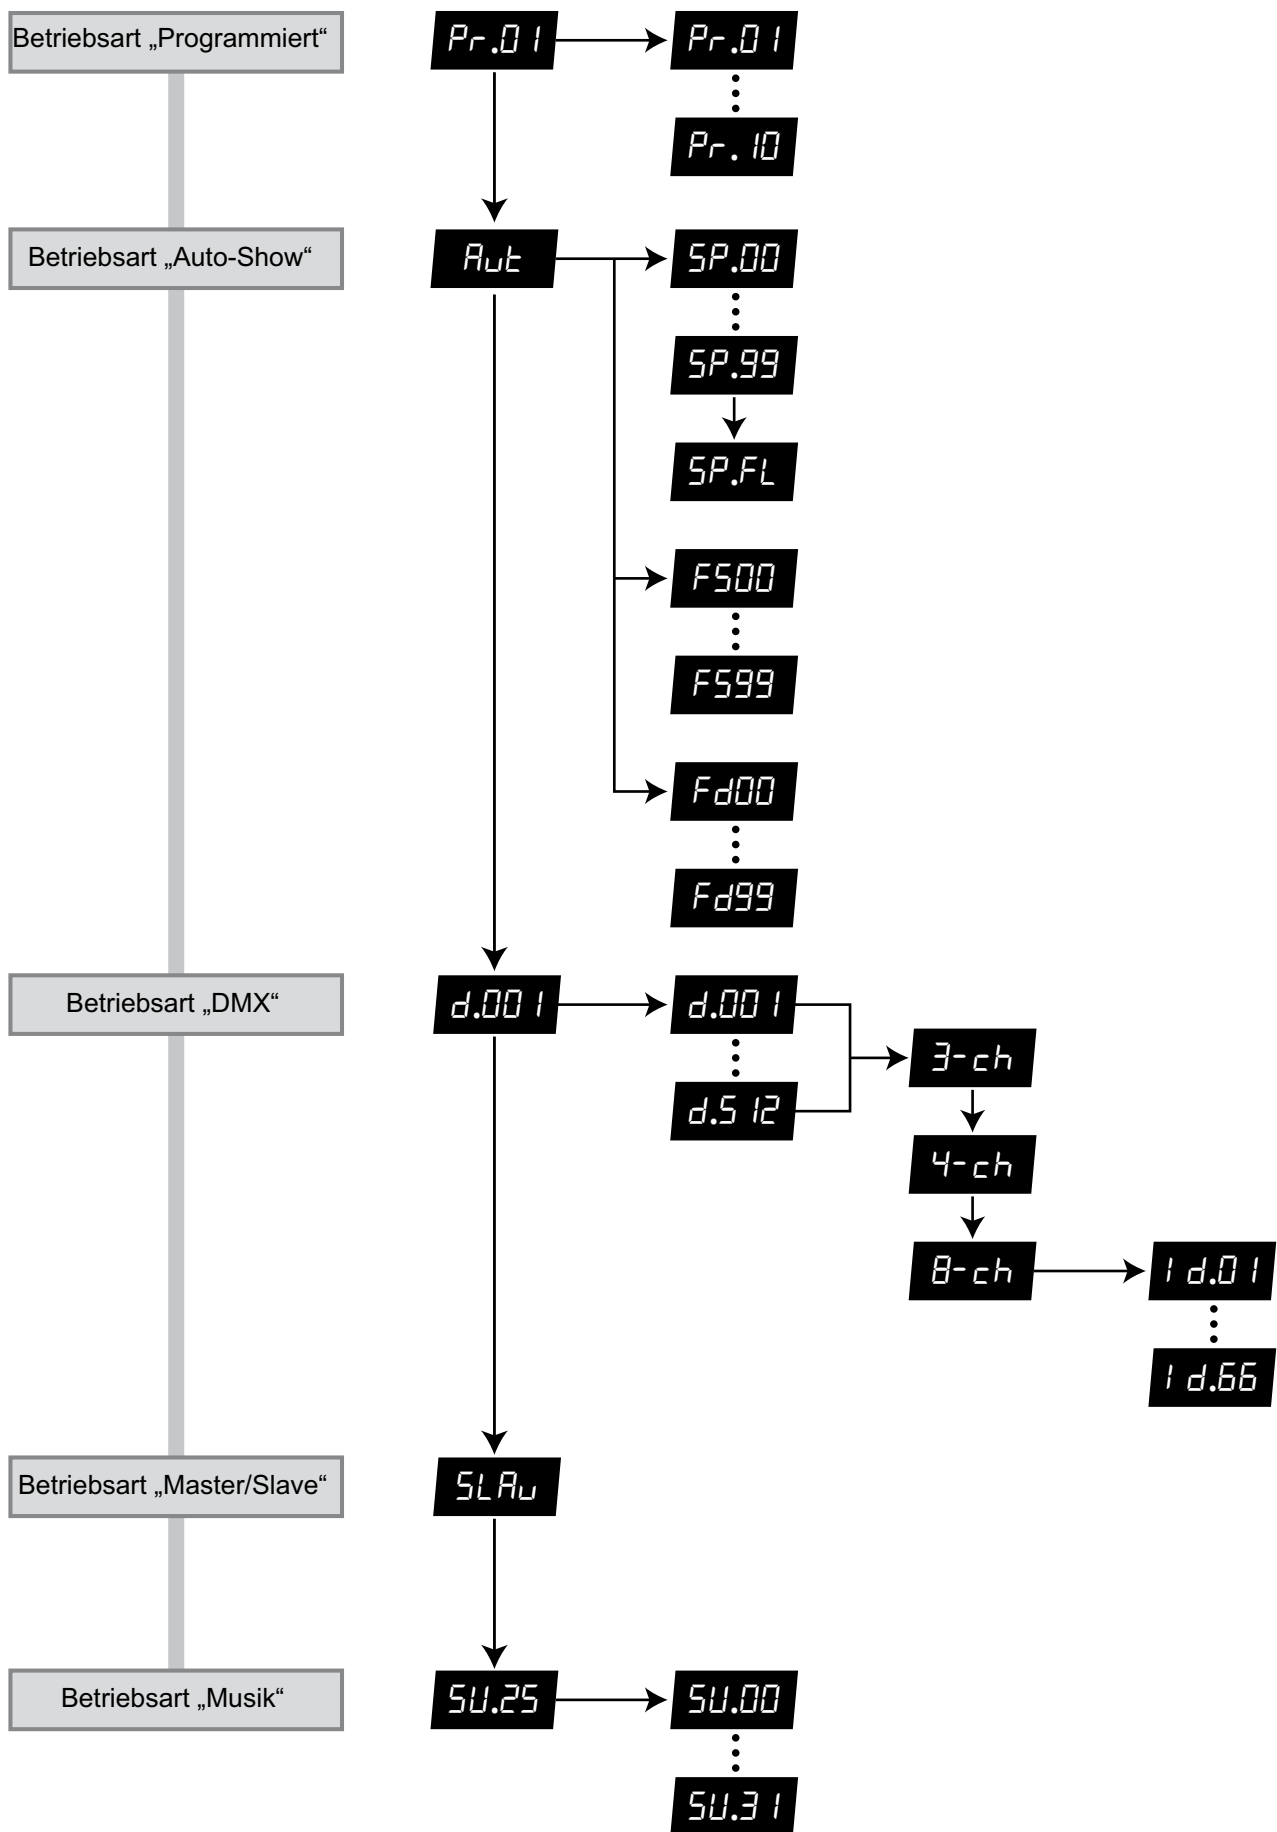 Betriebsart „Programmiert“
Pr.01
Pr.01
Pr.10
Betriebsart „Auto-Show“
Aut
SP.00
SP.99
SP.FL
FS00
FS99
Fd00
Fd99
Betriebsart „DMX“
d.001
d.001
d.512
3-ch
4-ch
8-ch
Id.01
Id.66
Betriebsart „Master/Slave“
SLAu
Betriebsart „Musik“
SU.25
SU.00
SU.31